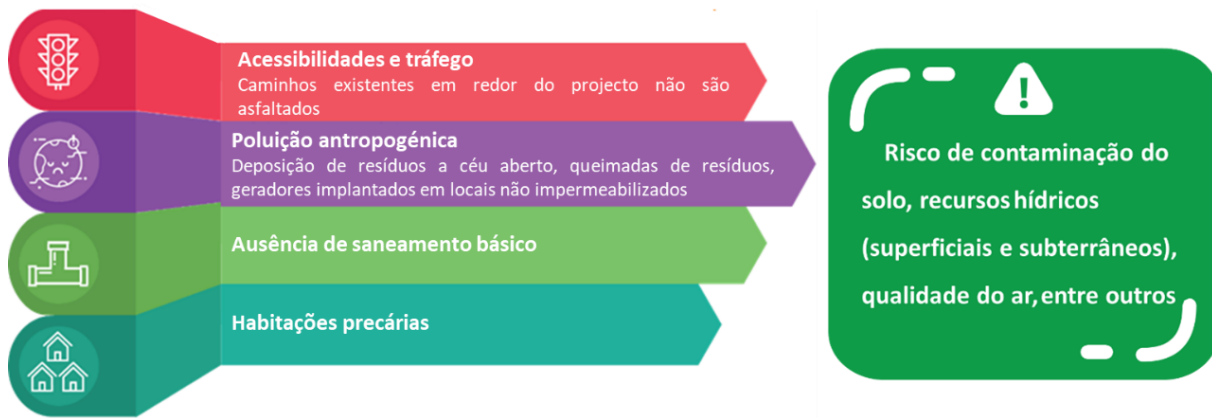 Acessibilidades e tráfego
Caminhos existentes em redor do projecto não são
asfaltados
Poluição antropogénica
Deposição de resíduos a céu aberto, queimadas de resíduos,
geradores implantados em locais não impermeabilizados
Ausência de saneamento básico
Habitações precárias
Risco de contaminação do
solo, recursos hídricos
(superficiais e subterrâneos),
qualidade do ar, entre outros